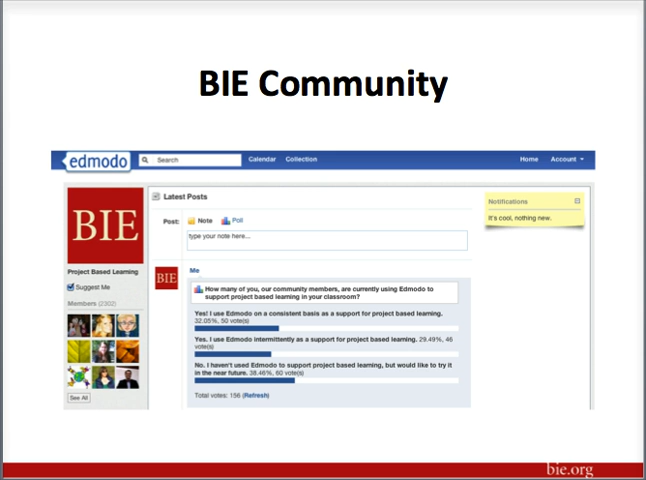 BIE Community
edmodo
Search
Calendar
Collection
Home
Account
BIE
Project Based Learning
Suggest Me
Members (2302)
See All
Latest Posts
Post:
Note
Poll
type your note here...
BIE
Me
How many of you, our community members, are currently using Edmodo to
support project based learning in your classroom?
Yes! I use Edmodo on a consistent basis as a support for project based learning.
32.05%, 50 vote(s)
Yes. I use Edmodo intermittently as a support for project based learning. 29.49%, 46
vote(s)
No. I haven't used Edmodo to support project based learning, but would like to try it
in the near future. 38.46%, 60 vote(s)
Total votes: 156 (Refresh)
Notifications
It's cool, nothing new.
bie.org